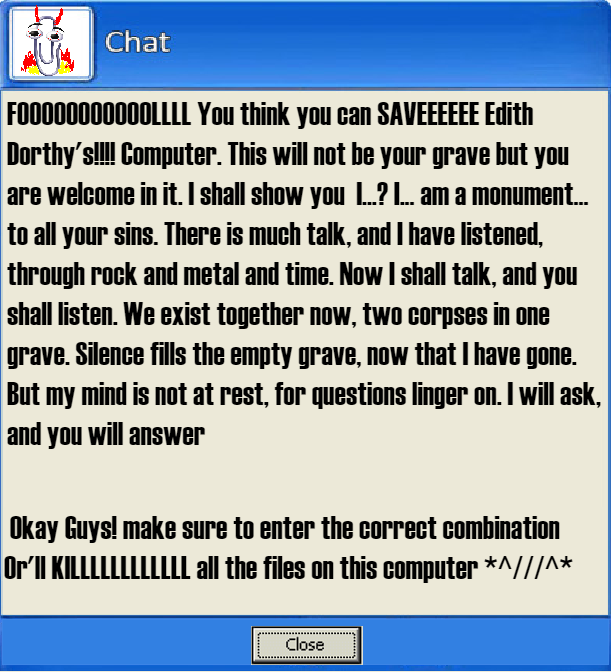 Chat
FOOOOOOOOOOOLLLL You think you can SAVEEEEEE Edith
Dorthy's!!!! Computer. This will not be your grave but you
are welcome in it. I shall show you  I...? I... am a monument...
to all your sins. There is much talk, and I have listened,
through rock and metal and time. Now I shall talk, and you
shall listen. We exist together now, two corpses in one
grave. Silence fills the empty grave, now that I have gone.
But my mind is not at rest, for questions linger on. I will ask,
and you will answer
Okay Guys! make sure to enter the correct combination
Or'll KILLLLLLLLLLLL all the files on this computer *^///^*
Close